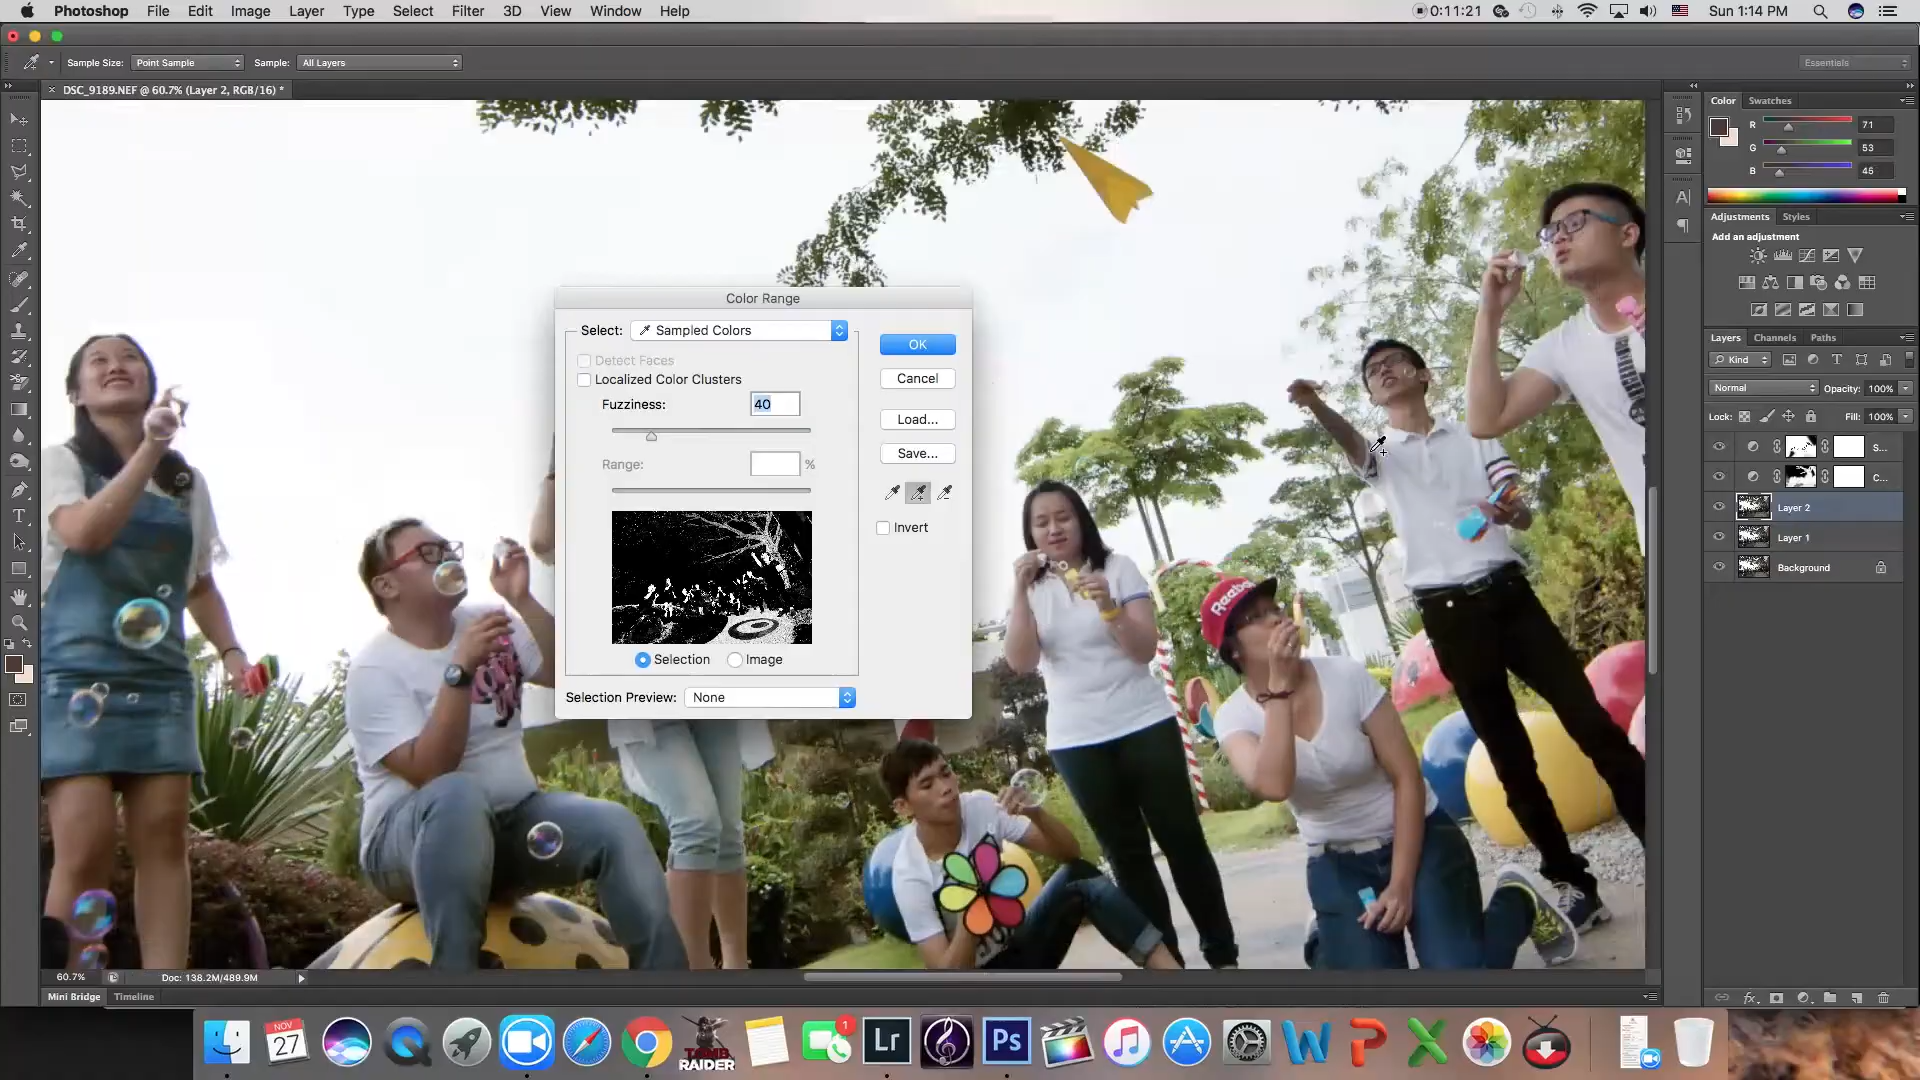 Photoshop File Edit Image Layer Type Select Filter 3D View Window Help 0:11:21 Sun 1:14 PM
Sample Size: Point Sample Sample: All Layers Essentials
DSC_9189.NEF @ 60.7% (Layer 2, RGB/16) *
Color Swatches
R 71
G 53
B 46
Adjustments Styles
Add an adjustment
Layers Channels Paths
Kind
Normal Opacity: 100%
Lock: Fill: 100%
S...
C...
Layer 2
Layer 1
Background
Color Range
Select: Sampled Colors
OK
Detect Faces
Localized Color Clusters
Cancel
Fuzziness: 40
Load...
Save...
Range: %
Invert
Selection Image
Selection Preview: None
Reebok
60.7% Doc: 138.2M/489.9M
Mini Bridge Timeline
NOV
27
1
Lr
Ps
TOMB
RAIDER